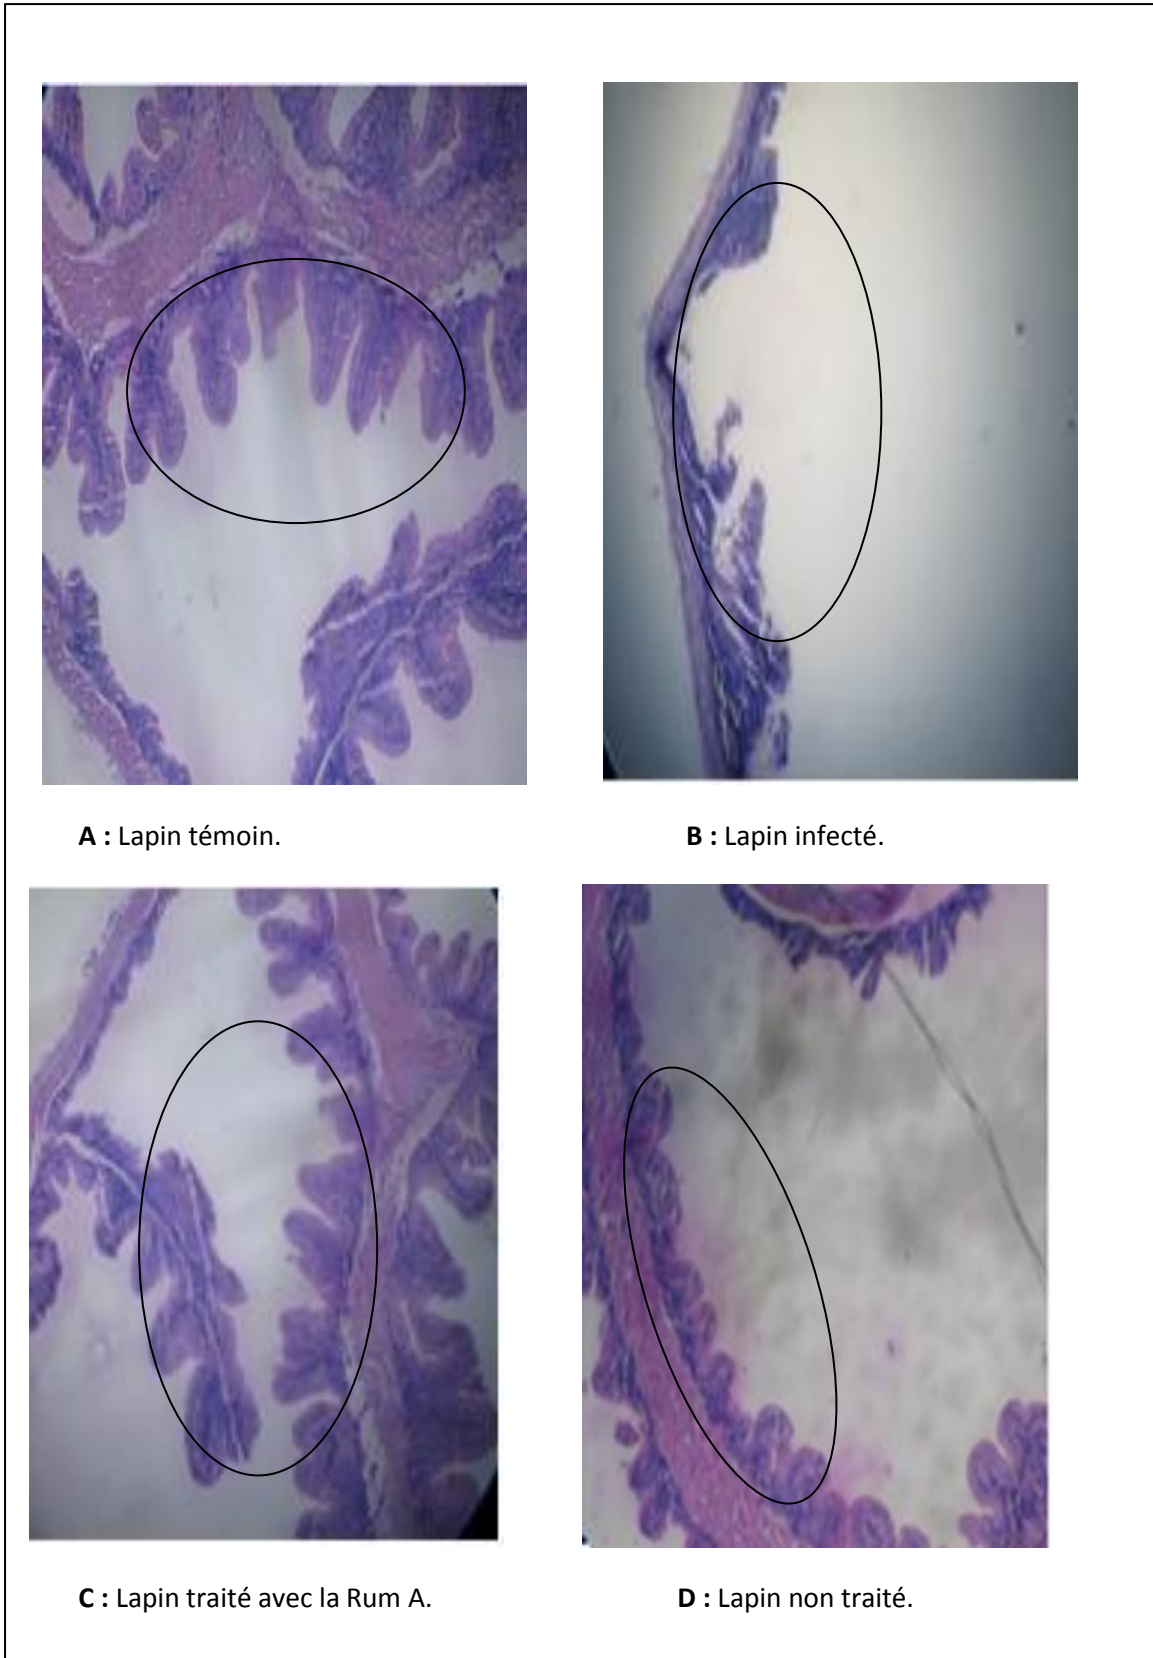 A : Lapin témoin.
B : Lapin infecté.
C : Lapin traité avec la Rum A.
D : Lapin non traité.